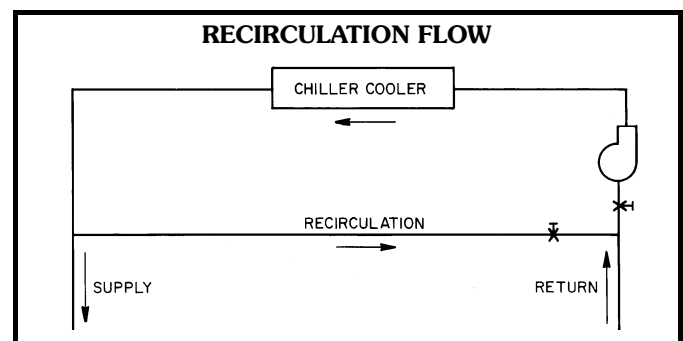 RECIRCULATION FLOW
CHILLER COOLER
RECIRCULATION
SUPPLY
RETURN